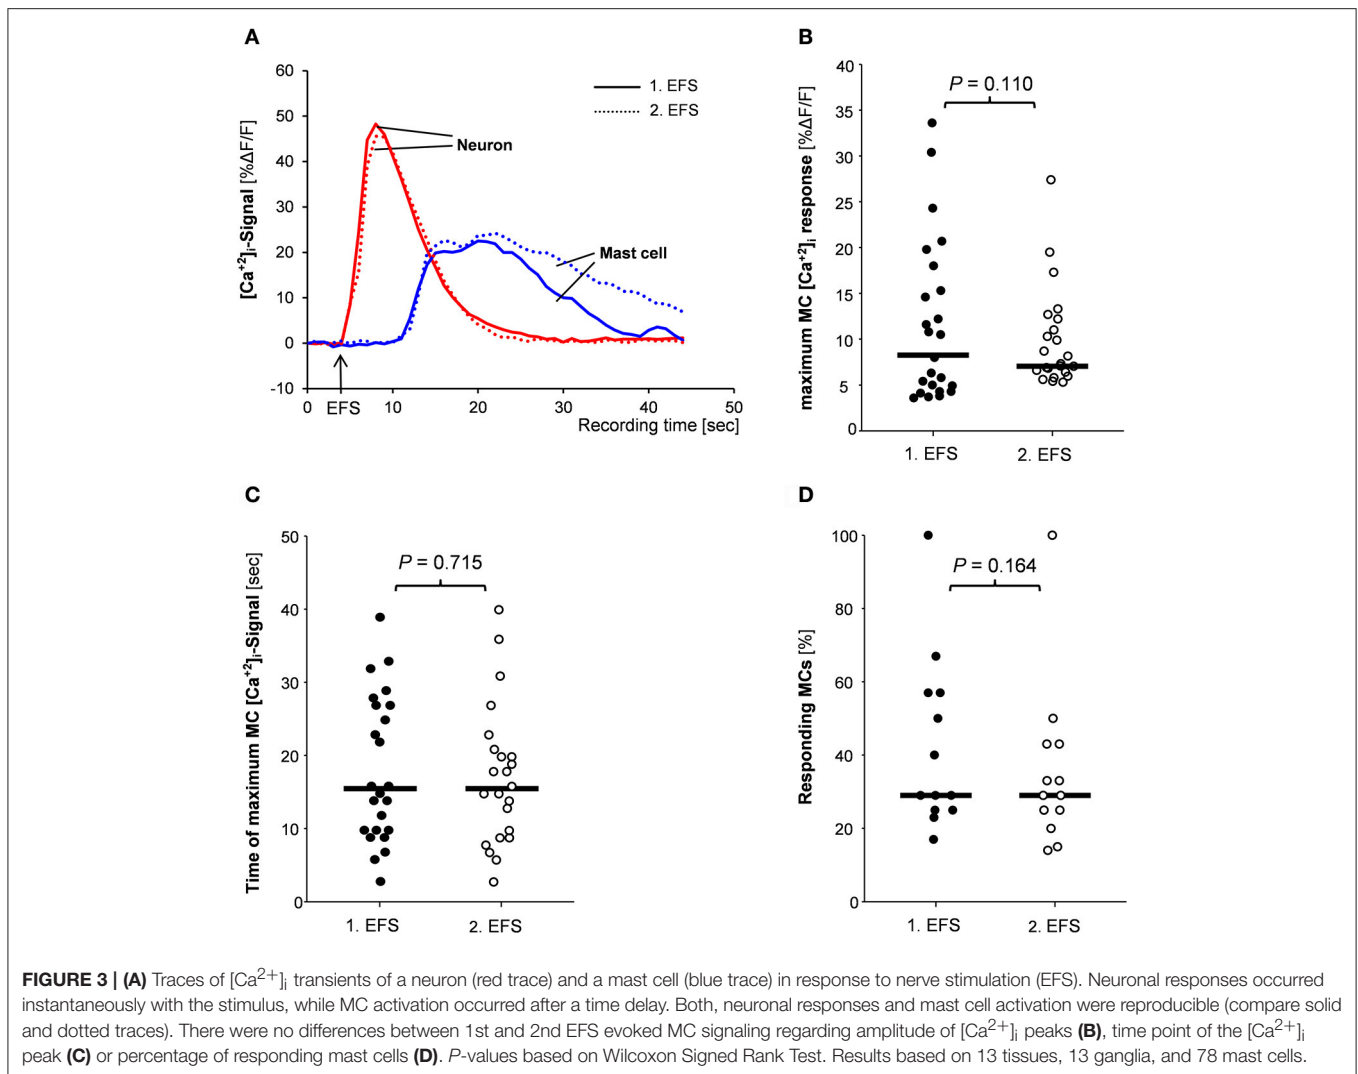 A
[Ca⁺²]ᵢ-Signal [%ΔF/F]
60
50
40
30
20
10
0
-10
1. EFS
2. EFS
Neuron
Mast cell
0
10
20
30
40
50
EFS
Recording time [sec]
B
maximum MC [Ca⁺²]ᵢ response [%ΔF/F]
40
35
30
25
20
15
10
5
0
P = 0.110
1. EFS
2. EFS
C
Time of maximum MC [Ca⁺²]ᵢ-Signal [sec]
50
40
30
20
10
0
P = 0.715
1. EFS
2. EFS
D
Responding MCs [%]
100
80
60
40
20
0
P = 0.164
1. EFS
2. EFS
FIGURE 3 | (A) Traces of [Ca²⁺]ᵢ transients of a neuron (red trace) and a mast cell (blue trace) in response to nerve stimulation (EFS). Neuronal responses occurred
instantaneously with the stimulus, while MC activation occurred after a time delay. Both, neuronal responses and mast cell activation were reproducible (compare solid
and dotted traces). There were no differences between 1st and 2nd EFS evoked MC signaling regarding amplitude of [Ca²⁺]ᵢ peaks (B), time point of the [Ca²⁺]ᵢ
peak (C) or percentage of responding mast cells (D). P-values based on Wilcoxon Signed Rank Test. Results based on 13 tissues, 13 ganglia, and 78 mast cells.